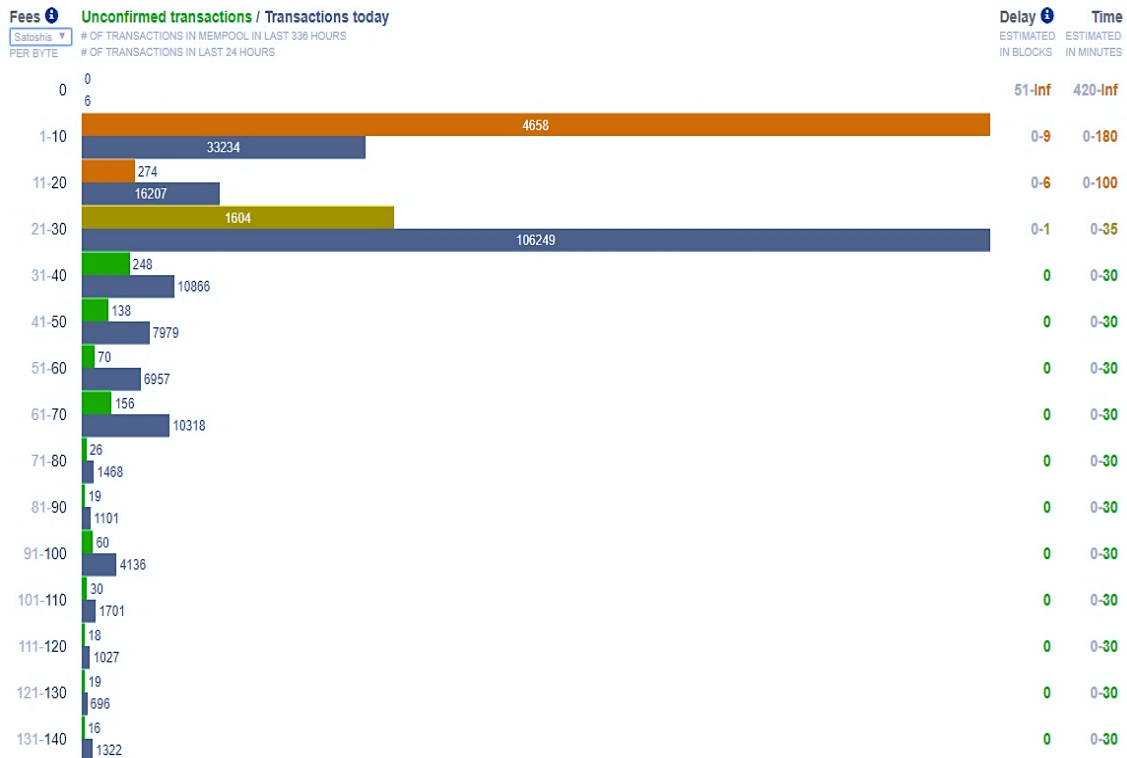 Fees i Unconfirmed transactions / Transactions today Delay i Time
Satoshis ▼ # OF TRANSACTIONS IN MEMPOOL IN LAST 336 HOURS ESTIMATED ESTIMATED
PER BYTE # OF TRANSACTIONS IN LAST 24 HOURS IN BLOCKS IN MINUTES
0
0 51-Inf 420-Inf
6
4658
1-10 0-9 0-180
33234
274
11-20 0-6 0-100
16207
1604
21-30 0-1 0-35
106249
248
31-40 0 0-30
10866
138
41-50 0 0-30
7979
70
51-60 0 0-30
6957
156
61-70 0 0-30
10318
26
71-80 0 0-30
1468
19
81-90 0 0-30
1101
60
91-100 0 0-30
4136
30
101-110 0 0-30
1701
18
111-120 0 0-30
1027
19
121-130 0 0-30
696
16
131-140 0 0-30
1322